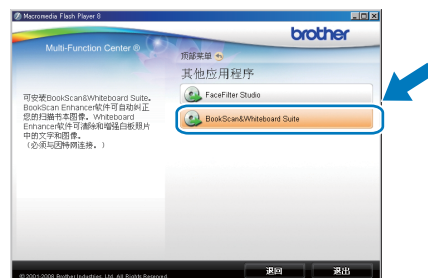 Macromedia Flash Player 8
brother
Multi-Function Center ®
顶部菜单
其他应用程序
可安装BookScan&Whiteboard Suite。
BookScan Enhancer软件可自动纠正
您的扫描书本图像。Whiteboard
Enhancer软件可清除和增强白板照片
中的文字和图像。
(必须与因特网连接。)
FaceFilter Studio
BookScan&Whiteboard Suite
© 2001-2008 Brother Industries, Ltd. All Rights Reserved.
退回
退出